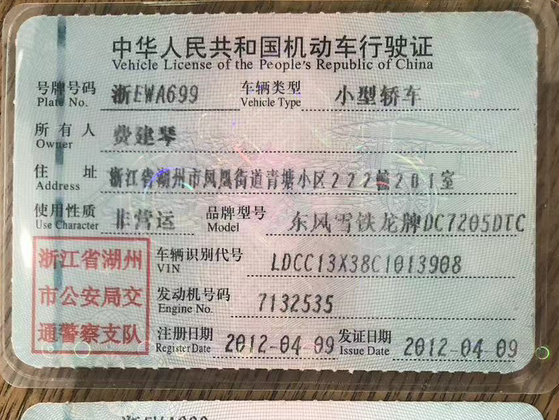 中华人民共和国机动车行驶证
Vehicle License of the People's Republic of China
号牌号码 浙EWA699 车辆类型 小型轿车
Plate No. Vehicle Type
所有人 费建琴
Owner
住址 浙江省湖州市凤凰街道青塘小区222幢201室
Address
使用性质 非营运 品牌型号 东风雪铁龙牌DC7205DTC
Use Character Model
浙江省湖州
市公安局交
通警察支队
车辆识别代号 LDCC13X38C1013908
VIN
发动机号码 7132535
Engine No.
注册日期 2012-04-09 发证日期 2012-04-09
Register Date Issue Date